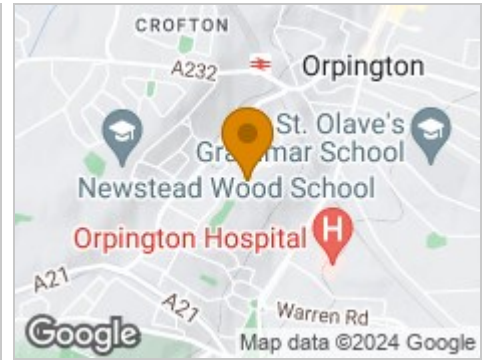 CROFTON
A232
Orpington
St. Olave's
Grammar School
Newstead Wood School
Orpington Hospital
H
A21
A21
Warren Rd
Google
Map data ©2024 Google